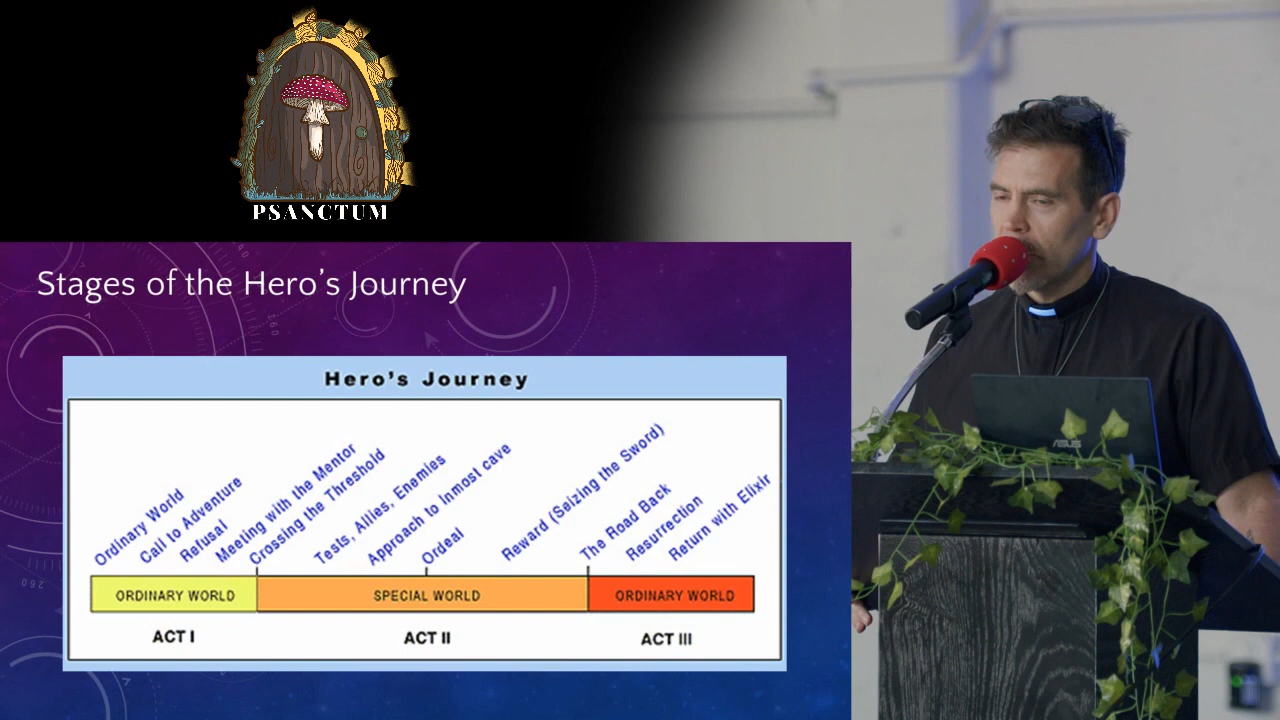 PSANCTUM
Stages of the Hero's Journey
Hero's Journey
Ordinary World
Call to Adventure
Refusal
Meeting with the Mentor
Crossing the Threshold
Tests, Allies, Enemies
Approach to Inmost cave
Ordeal
Reward (Seizing the Sword)
The Road Back
Resurrection
Return with Elixir
ORDINARY WORLD
SPECIAL WORLD
ORDINARY WORLD
ACT I
ACT II
ACT III
ASUS